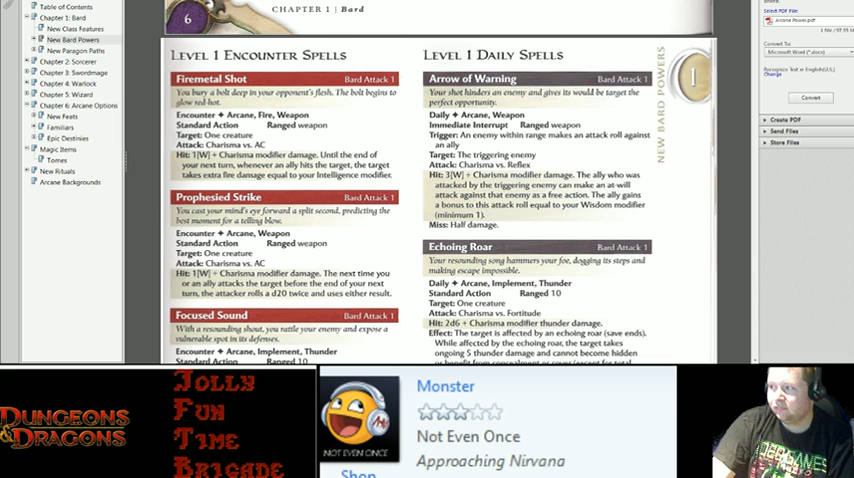 Table of Contents
Chapter 1: Bard
New Class Features
New Bard Powers
New Paragon Paths
Chapter 2: Sorcerer
Chapter 3: Swordmage
Chapter 4: Warlock
Chapter 5: Wizard
Chapter 6: Arcane Options
New Feats
Familiars
Epic Destinies
Magic Items
Tomes
New Rituals
Arcane Backgrounds
6
CHAPTER 1 | Bard
LEVEL 1 ENCOUNTER SPELLS
Firemetal Shot Bard Attack 1
You bury a bolt deep in your opponent's flesh. The bolt begins to
glow red-hot.
Encounter ✦ Arcane, Fire, Weapon
Standard Action Ranged weapon
Target: One creature
Attack: Charisma vs. AC
Hit: 1[W] + Charisma modifier damage. Until the end of
your next turn, whenever an ally hits the target, the target
takes extra fire damage equal to your Intelligence modifier.
Prophesied Strike Bard Attack 1
You cast your mind's eye forward a split second, predicting the
best moment for a telling blow.
Encounter ✦ Arcane, Weapon
Standard Action Ranged weapon
Target: One creature
Attack: Charisma vs. AC
Hit: 1[W] + Charisma modifier damage. The next time you
or an ally attacks the target before the end of your next
turn, the attacker rolls a d20 twice and uses either result.
Focused Sound Bard Attack 1
With a resounding shout, you rattle your enemy and expose a
vulnerable spot in its defenses.
Encounter ✦ Arcane, Implement, Thunder
Standard Action Ranged 10
LEVEL 1 DAILY SPELLS
Arrow of Warning Bard Attack 1
Your shot hinders an enemy and gives its would be target the
perfect opportunity.
Daily ✦ Arcane, Weapon
Immediate Interrupt Ranged weapon
Trigger: An enemy within range makes an attack roll against
an ally
Target: The triggering enemy
Attack: Charisma vs. Reflex
Hit: 3[W] + Charisma modifier damage. The ally who was
attacked by the triggering enemy can make an at-will
attack against that enemy as a free action. The ally gains
a bonus to this attack roll equal to your Wisdom modifier
(minimum 1).
Miss: Half damage.
Echoing Roar Bard Attack 1
Your resounding song hammers your foe, dogging its steps and
making escape impossible.
Daily ✦ Arcane, Implement, Thunder
Standard Action Ranged 10
Target: One creature
Attack: Charisma vs. Fortitude
Hit: 2d6 + Charisma modifier thunder damage.
Effect: The target is affected by an echoing roar (save ends).
While affected by the echoing roar, the target takes
ongoing 5 thunder damage and cannot become hidden
or benefit from concealment or cover (except for total
NEW BARD POWERS
1
Select PDF File:
Arcane Power.pdf
Convert To:
Microsoft Word (*.docx)
Recognize Text in English(U.S.)
Change
Convert
Create PDF
Send Files
Store Files
DUNGEONS
& DRAGONS
JOLLY
FUN
TIME
BRIGADE
NOT EVEN ONCE
Monster
Not Even Once
Approaching Nirvana
Shop